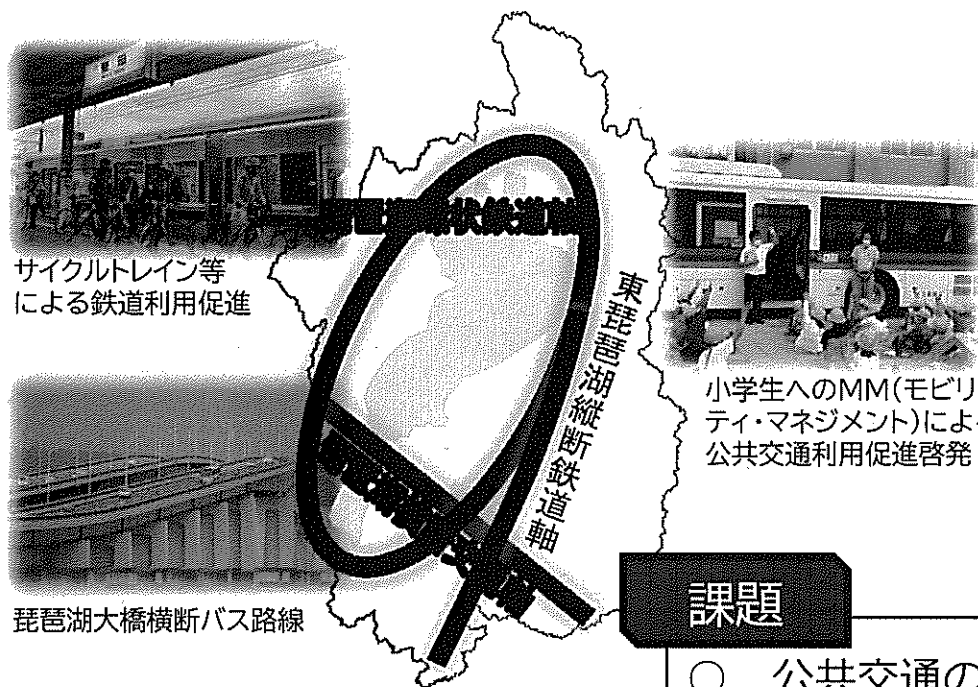 サイクルトレイン等
による鉄道利用促進
東琵琶湖縦断鉄道軸
小学生へのMM(モビリ
ティ・マネジメント)によ
公共交通利用促進啓発
琵琶湖大橋横断バス路線
課題
○ 公共交通の